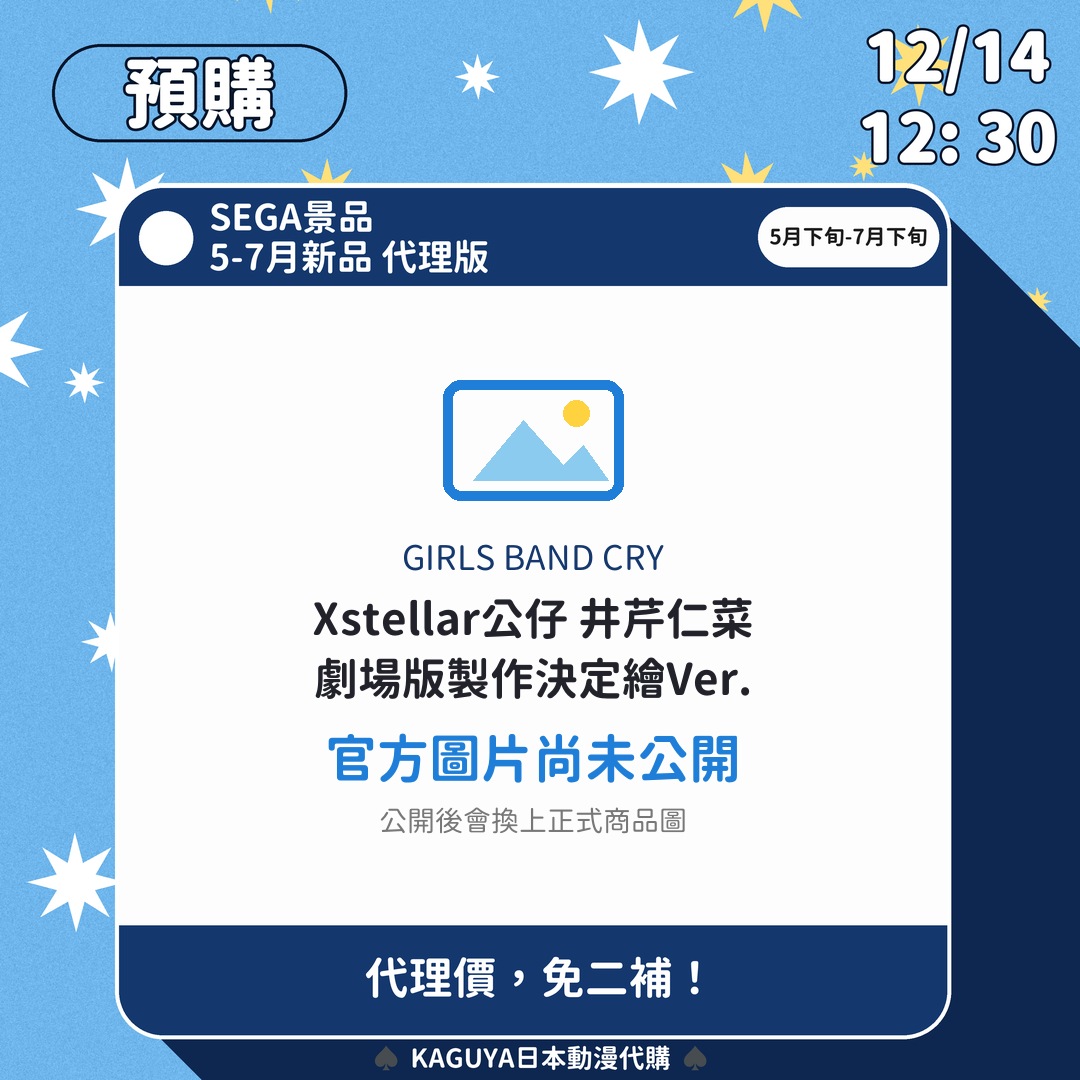 預購
12/14
12: 30
SEGA景品
5-7月新品 代理版
5月下旬-7月下旬
GIRLS BAND CRY
Xstellar公仔 井芹仁菜
劇場版製作決定繪Ver.
官方圖片尚未公開
公開後會換上正式商品圖
代理價，免二補！
♠ KAGUYA日本動漫代購 ♠